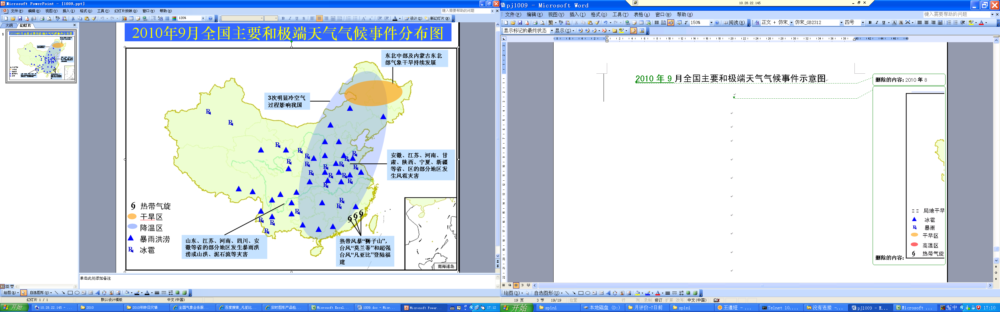 Microsoft PowerPoint - [1009.ppt]
文件(F) 编辑(E) 视图(V) 插入(I) 格式(O) 工具(T) 幻灯片放映(D) 窗口(W) 帮助(H)
键入需要帮助的问题
120%
设计(S) 新幻灯片(N)
大纲 幻灯片
1
2010年9月全国主要和极端天气气候事件分布图
东北中部及内蒙古东北
部气象干旱持续发展
3次明显冷空气
过程影响我国
安徽、江苏、河南、甘
肃、陕西、宁夏、新疆
等省、区的部分地区发
生风雹灾害
热带气旋
干旱区
降温区
暴雨洪涝
冰雹
山东、江苏、河南、四川、安
徽等省的部分地区发生暴雨洪
涝或山洪、泥石流等灾害
热带风暴“狮子山”,
台风“莫兰蒂”和超强
台风“凡亚比”登陆福
建
南海诸岛
单击此处添加备注
绘图(R) 自选图形(U)
幻灯片 1 / 1 默认设计模板 中文(中国)
开始 10.28.22.145 - ... 2010 2010年昨日灾情 全国气象业务服... 百度搜索_凡亚比... 实时图形产品检... Microsoft Excel... 1009.doc - Micr... Microsoft Power... 17:12
pj1009 - Microsoft Word
10.28.22.145
文件(F) 编辑(E) 视图(V) 插入(I) 格式(O) 工具(T) 表格(A) 窗口(W) 帮助(H)
键入需要帮助的问题
150% 阅读(R) 正文 + 仿宋 仿宋_GB2312 四号
显示标记的最终状态 显示(S)
2010 年 9 月全国主要和极端天气气候事件示意图
删除的内容: 2010 年 8
局地干旱
冰雹
暴雨
干旱区
高温区
热带气旋
删除的内容:
绘图(D) 自选图形(U)
19 页 3 节 19/19 位置 行 列 录制 修订 扩展 改写 中文(中国)
开始 spini 本地磁盘 (D:) 月评价-7日前 spini 王遵娅 - ... Telnet 10.... 没有连接 -... pj1009 - M... Microsoft ... 中 17:10